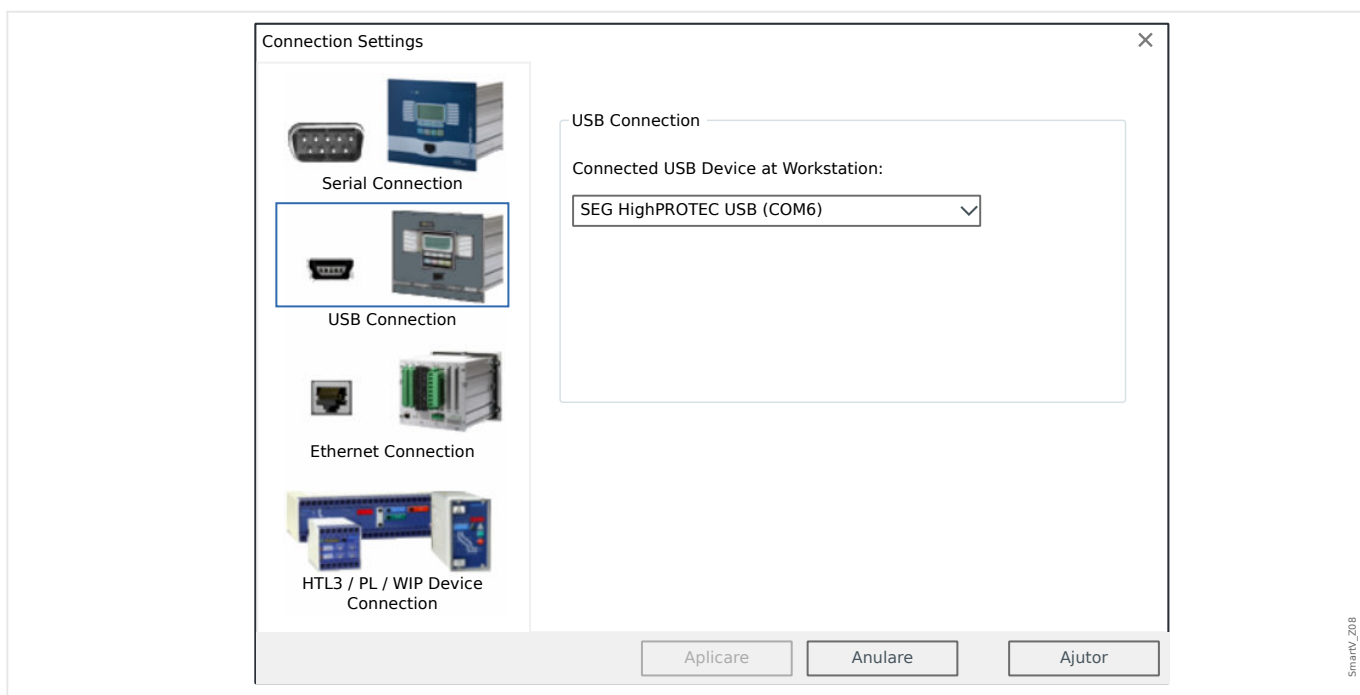 Connection Settings
Serial Connection
USB Connection
Ethernet Connection
HTL3 / PL / WIP Device
Connection
USB Connection
Connected USB Device at Workstation:
SEG HighPROTEC USB (COM6)
Aplicare
Anulare
Ajutor
SmartV_Z08